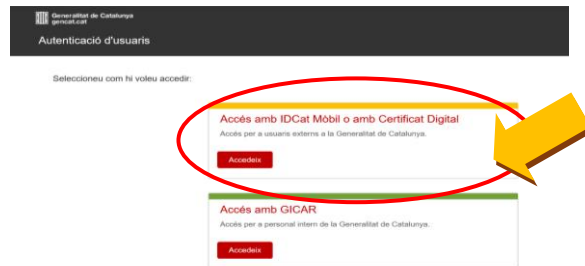 Generalitat de Catalunya
gencat.cat
Autenticació d'usuaris
Seleccioneu com hi voleu accedir:
Accés amb IDCat Mòbil o amb Certificat Digital
Accés per a usuaris externs a la Generalitat de Catalunya.
Accedeix
Accés amb GICAR
Accés per a personal intern de la Generalitat de Catalunya.
Accedeix